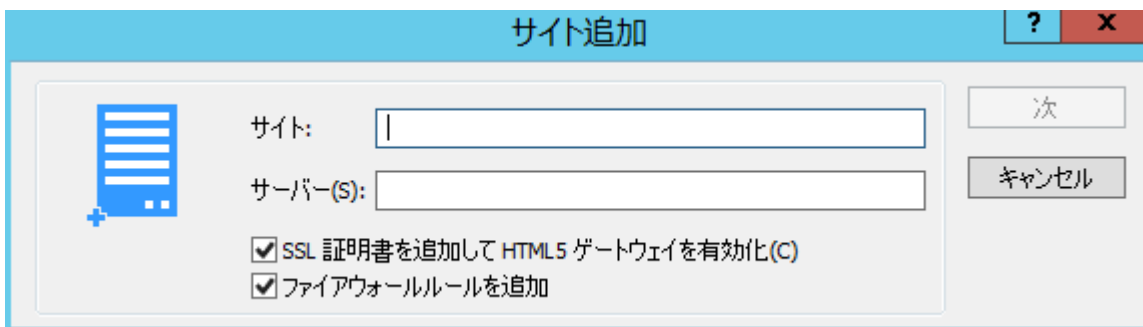 サイト追加
?
x
サイト:
次
サーバー(S):
キャンセル
SSL 証明書を追加して HTML5 ゲートウェイを有効化(C)
ファイアウォールルールを追加